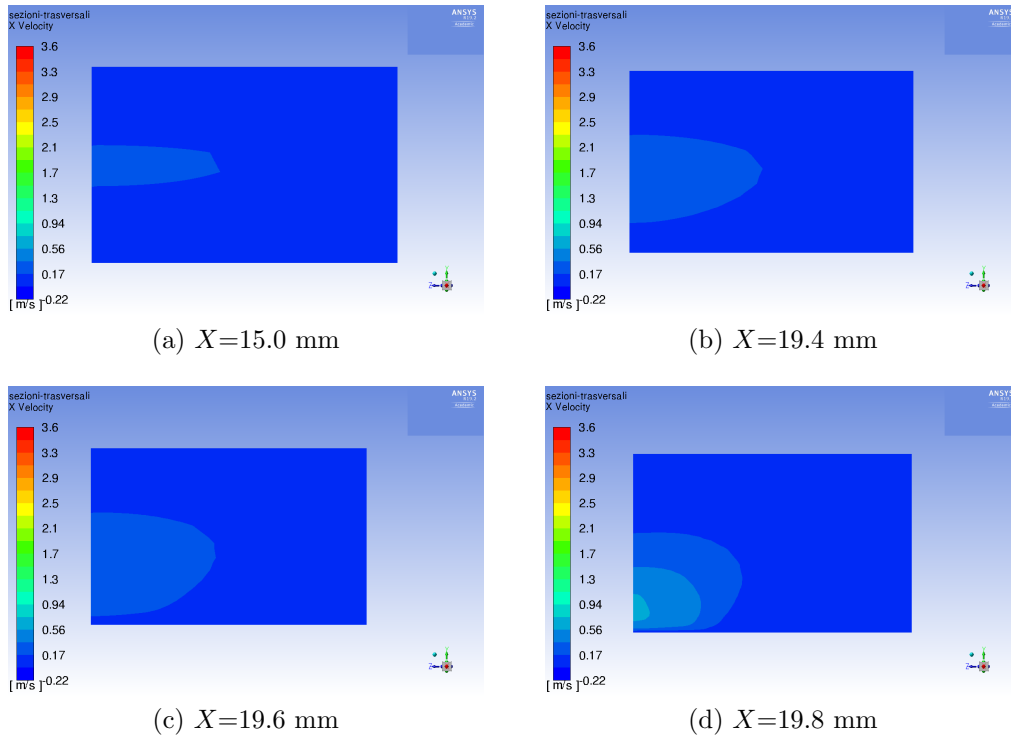 sezioni-trasversali
X Velocity
ANSYS
3.6
3.3
2.9
2.5
2.1
1.7
1.3
0.94
0.56
0.17
-0.22
[ m/s ]
Y
Z
(a) X=15.0 mm
sezioni-trasversali
X Velocity
ANSYS
3.6
3.3
2.9
2.5
2.1
1.7
1.3
0.94
0.56
0.17
-0.22
[ m/s ]
Y
Z
(b) X=19.4 mm
sezioni-trasversali
X Velocity
ANSYS
3.6
3.3
2.9
2.5
2.1
1.7
1.3
0.94
0.56
0.17
-0.22
[ m/s ]
Y
Z
(c) X=19.6 mm
sezioni-trasversali
X Velocity
ANSYS
3.6
3.3
2.9
2.5
2.1
1.7
1.3
0.94
0.56
0.17
-0.22
[ m/s ]
Y
Z
(d) X=19.8 mm